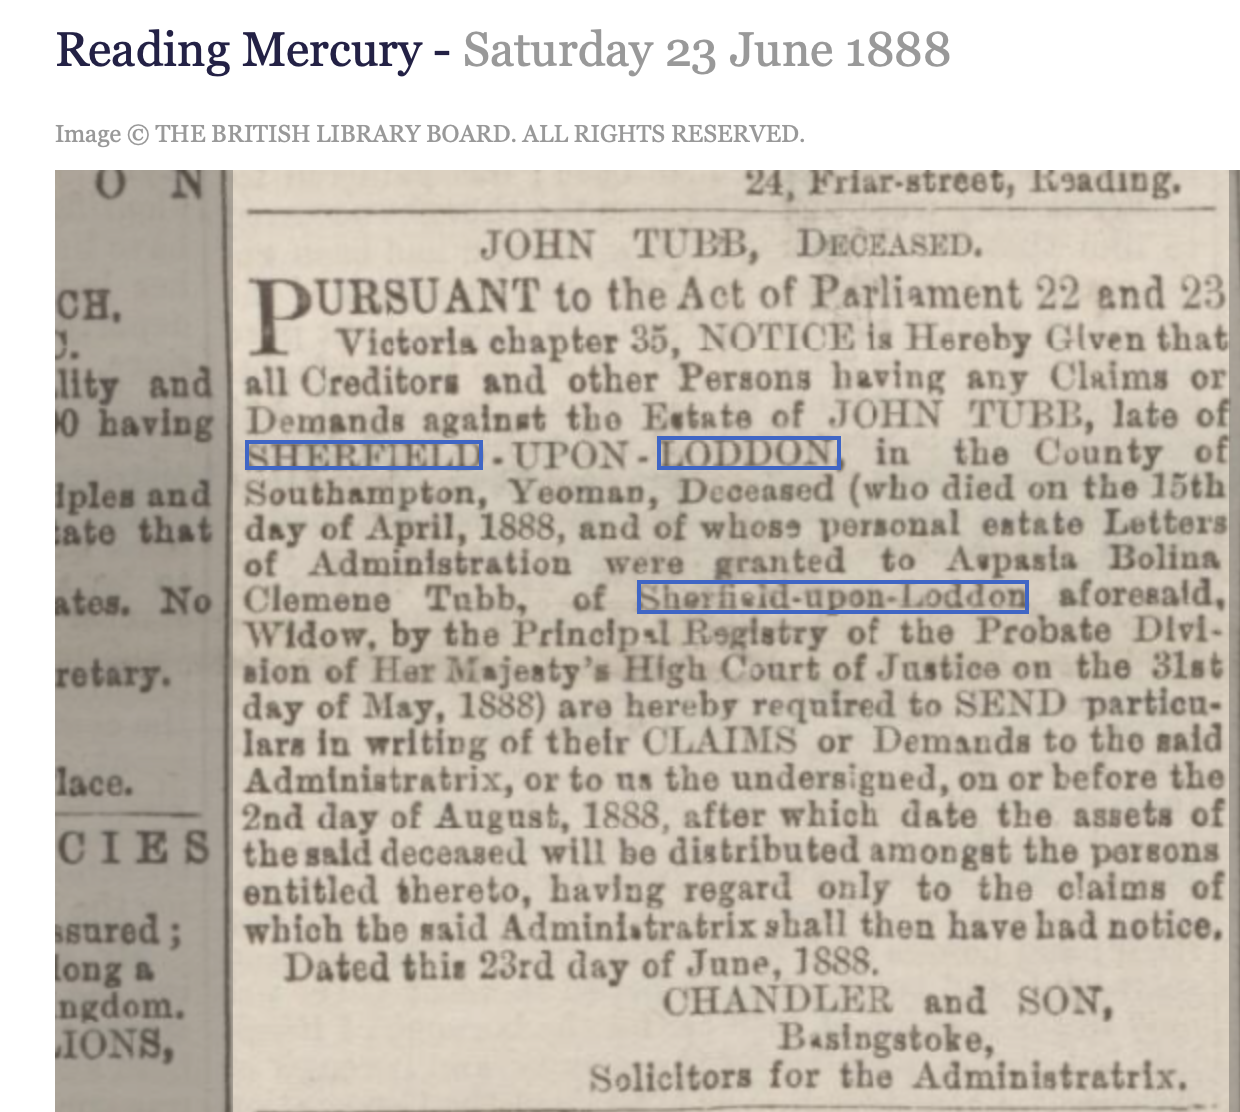 Reading Mercury - Saturday 23 June 1888
Image © THE BRITISH LIBRARY BOARD. ALL RIGHTS RESERVED.
O N
24, Friar-street, Reading.
JOHN TUBB, DECEASED.
PURSUANT to the Act of Parliament 22 and 23
Victoria chapter 35, NOTICE is Hereby Given that
all Creditors and other Persons having any Claims or
Demands against the Estate of JOHN TUBB, late of
SHERFIELD-UPON-LODDON, in the County of
Southampton, Yeoman, Deceased (who died on the 15th
day of April, 1888, and of whose personal estate Letters
of Administration were granted to Aspasia Bolina
Clemene Tubb, of Sherfield-upon-Loddon aforesaid,
Widow, by the Principal Registry of the Probate Divi-
sion of Her Majesty's High Court of Justice on the 31st
day of May, 1888) are hereby required to SEND particu-
lars in writing of their CLAIMS or Demands to the said
Administratrix, or to us the undersigned, on or before the
2nd day of August, 1888, after which date the assets of
the said deceased will be distributed amongst the persons
entitled thereto, having regard only to the claims of
which the said Administratrix shall then have had notice.
Dated this 23rd day of June, 1888.
CHANDLER and SON,
Basingstoke,
Solicitors for the Administratrix.
CH.
C.
lity and
0 having
iples and
tate that
ates. No
retary.
lace.
CIES
ssured;
long a
ngdom.
LIONS,